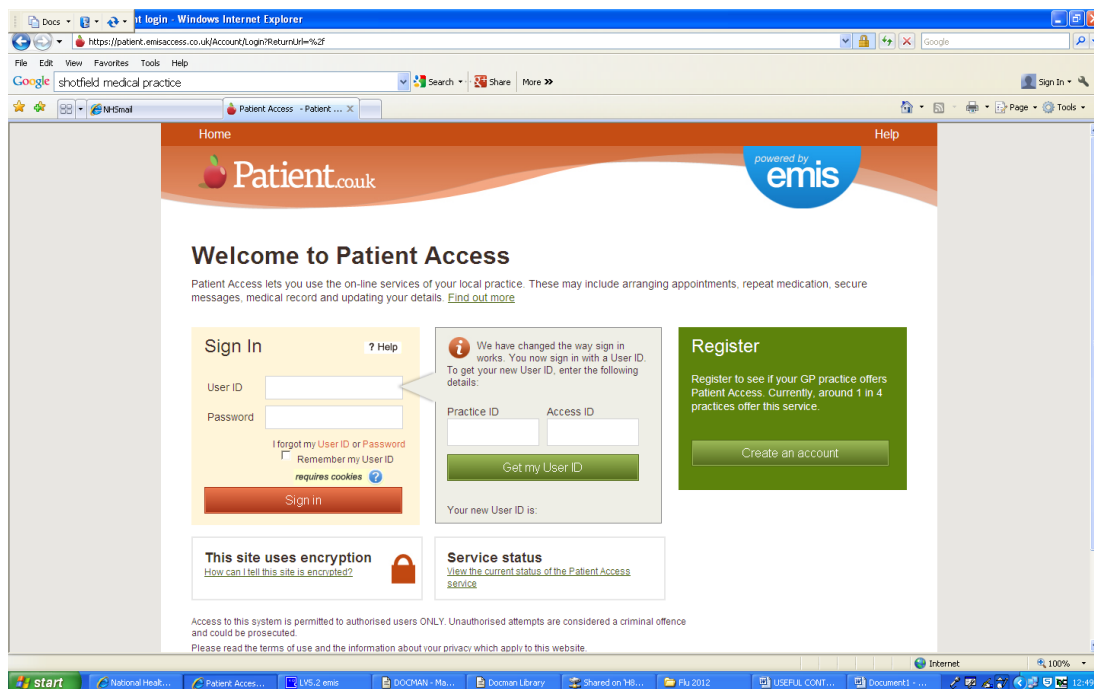 Docs
nt login - Windows Internet Explorer
https://patient.emisaccess.co.uk/Account/Login?ReturnUrl=%2f
Google
File Edit View Favorites Tools Help
Google shotfield medical practice Search Share More »
Sign In
NHSmail Patient Access - Patient ... X
Page Tools
Home Help
Patient.co.uk
powered by
emis
Welcome to Patient Access
Patient Access lets you use the on-line services of your local practice. These may include arranging appointments, repeat medication, secure
messages, medical record and updating your details. Find out more
Sign In
? Help
User ID
Password
I forgot my User ID or Password
Remember my User ID
requires cookies ?
Sign in
i We have changed the way sign in
works. You now sign in with a User ID.
To get your new User ID, enter the following
details:
Practice ID Access ID
Get my User ID
Your new User ID is:
Register
Register to see if your GP practice offers
Patient Access. Currently, around 1 in 4
practices offer this service.
Create an account
This site uses encryption
How can I tell this site is encrypted?
Service status
View the current status of the Patient Access
service
Access to this system is permitted to authorised users ONLY. Unauthorised attempts are considered a criminal offence
and could be prosecuted.
Please read the terms of use and the information about your privacy which apply to this website.
Internet 100%
start National Healt... Patient Acces... LV5.2 emis DOCMAN - Ma... Docman Library Shared on 'H8... Flu 2012 USEFUL CONT... Document1 - ... 12:49